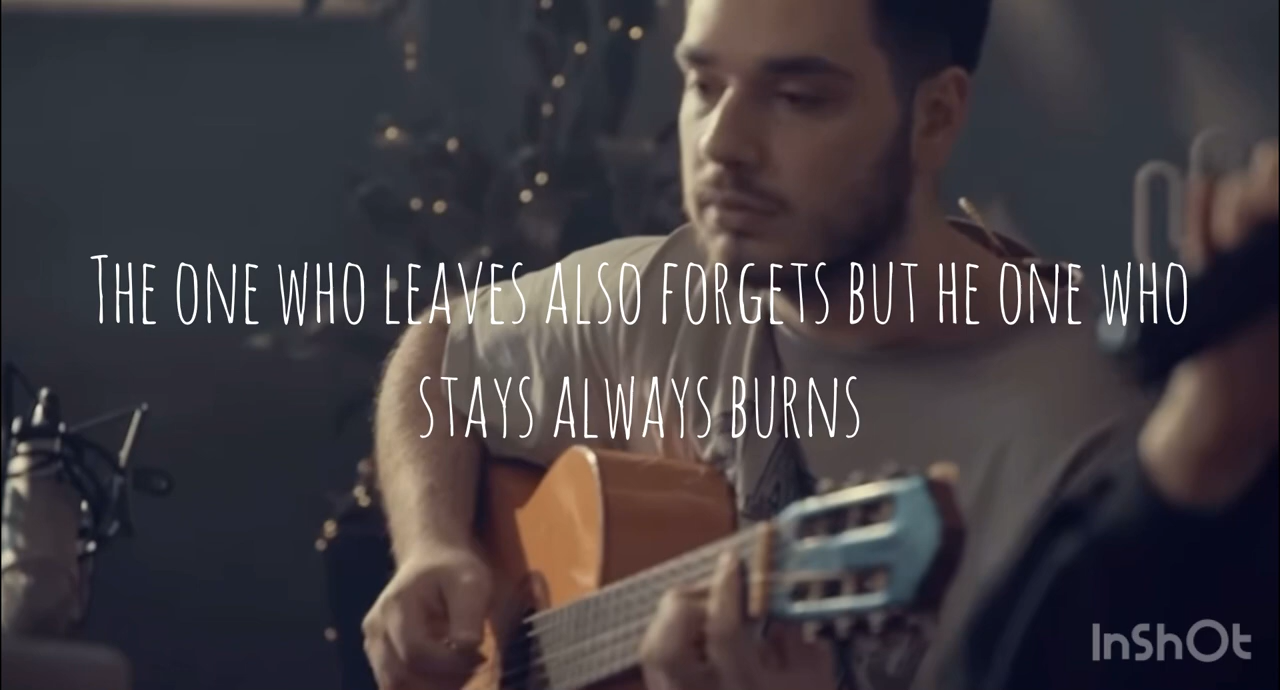 The one who leaves also forgets but he one who
stays always burns
InShOt